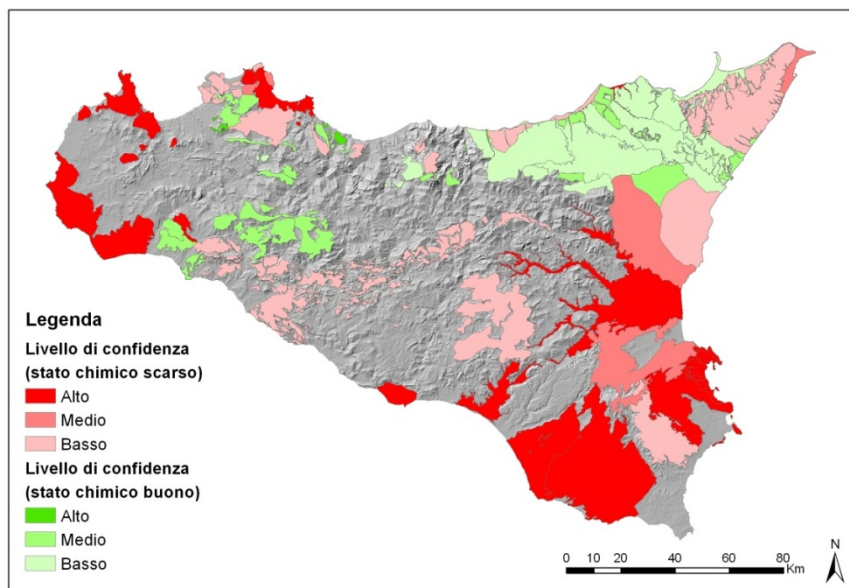 Legenda
Livello di confidenza
(stato chimico scarso)
Alto
Medio
Basso
Livello di confidenza
(stato chimico buono)
Alto
Medio
Basso
N
0 10 20 40 60 80
Km